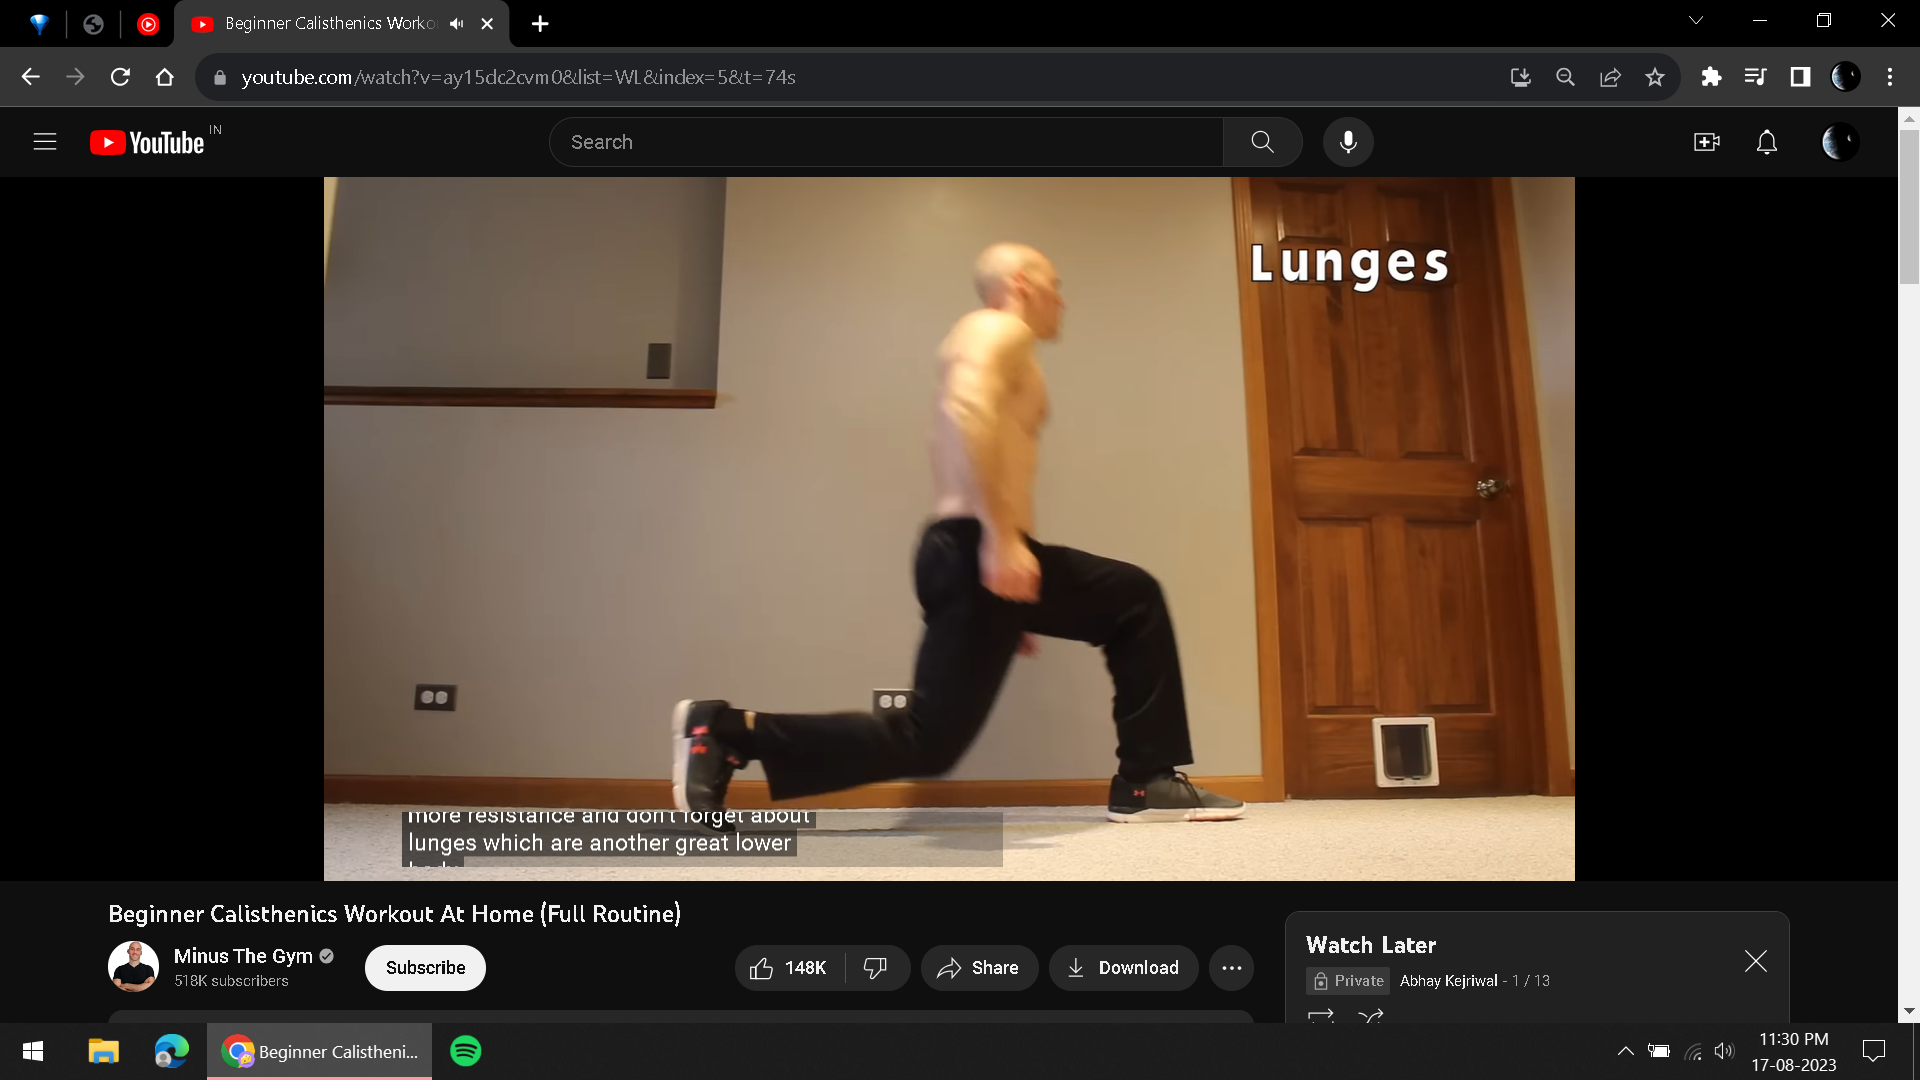 Beginner Calisthenics Worko
youtube.com/watch?v=ay15dc2cvm0&list=WL&index=5&t=74s
YouTube IN
Search
Lunges
more resistance and don't forget about
lunges which are another great lower
body
Beginner Calisthenics Workout At Home (Full Routine)
Minus The Gym
518K subscribers
Subscribe
148K
Share
Download
Watch Later
Private Abhay Kejriwal - 1 / 13
Beginner Calistheni...
11:30 PM
17-08-2023